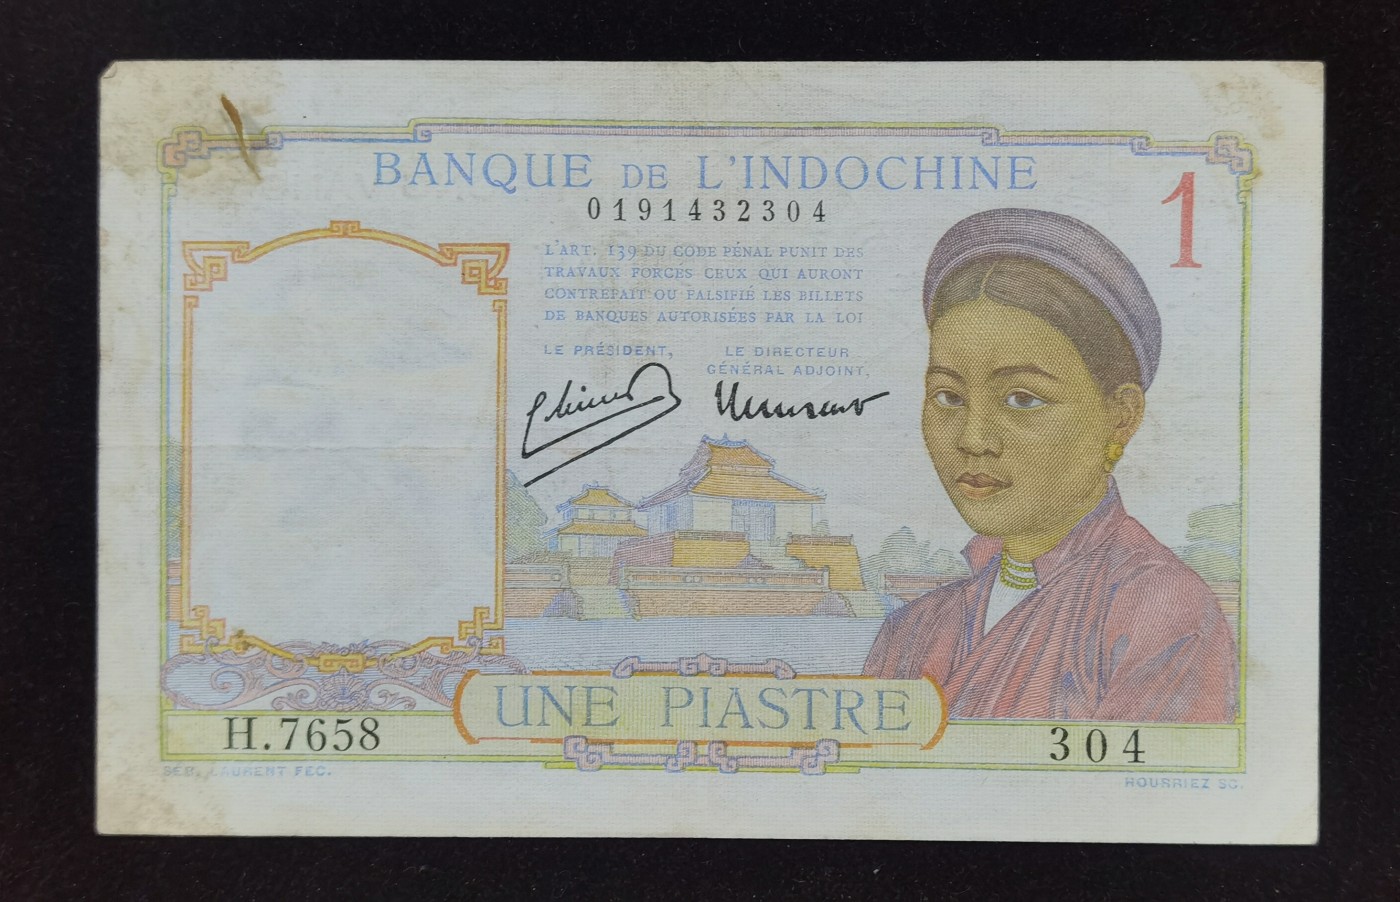 BANQUE DE L'INDOCHINE
1
0191432304
L'ART. 139 DU CODE PÉNAL PUNIT DES
TRAVAUX FORCÉS CEUX QUI AURONT
CONTREFAIT OU FALSIFIÉ LES BILLETS
DE BANQUES AUTORISÉES PAR LA LOI
LE PRÉSIDENT,
LE DIRECTEUR
GÉNÉRAL ADJOINT,
UNE PIASTRE
H.7658
304
SÉB. LAURENT FEC.
HOURRIEZ SC.